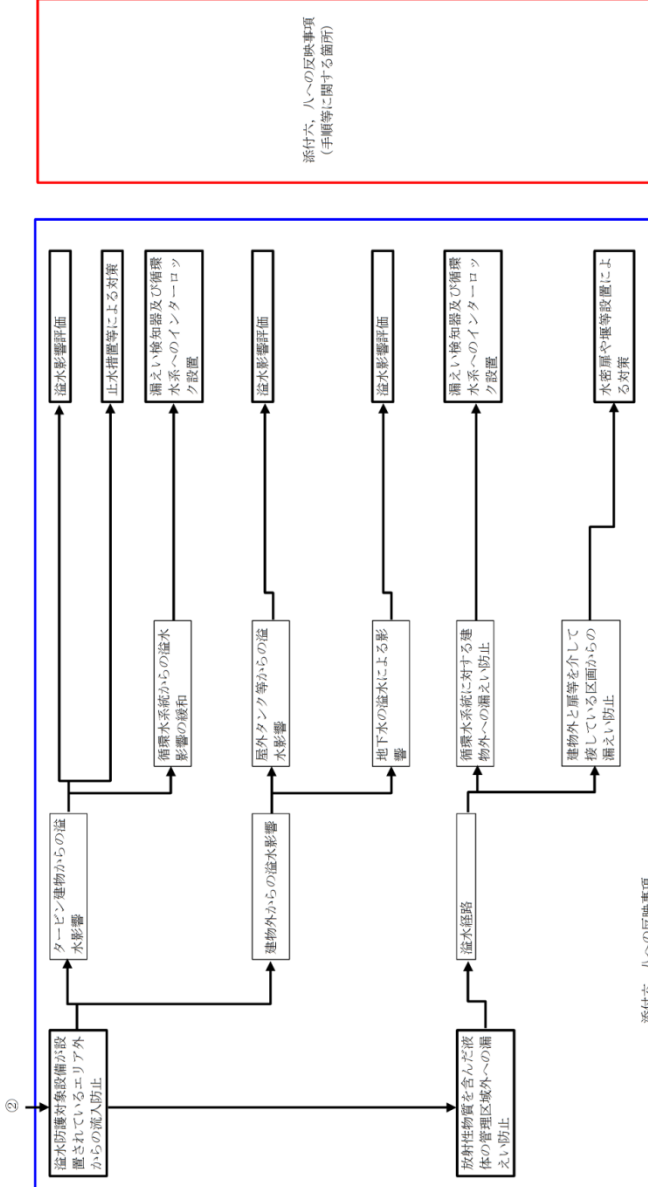 ②
溢水防護対象設備が設
置されているエリア外
からの流入防止
タービン建物からの溢
水影響
溢水影響評価
止水措置等による対策
循環水系統からの溢水
影響の緩和
漏えい検知器及び循環
水系へのインターロッ
ク設置
建物外からの溢水影響
屋外タンク等からの溢
水影響
溢水影響評価
地下水の溢水による影
響
溢水影響評価
放射性物質を含んだ液
体の管理区域外への漏
えい防止
溢水経路
循環水系統に対する建
物外への漏えい防止
漏えい検知器及び循環
水系へのインターロッ
ク設置
建物外と扉等を介して
接している区画からの
漏えい防止
水密扉や堰等設置によ
る対策
添付六，八への反映事項
（手順等に関する箇所）
添付六，八への反映事項